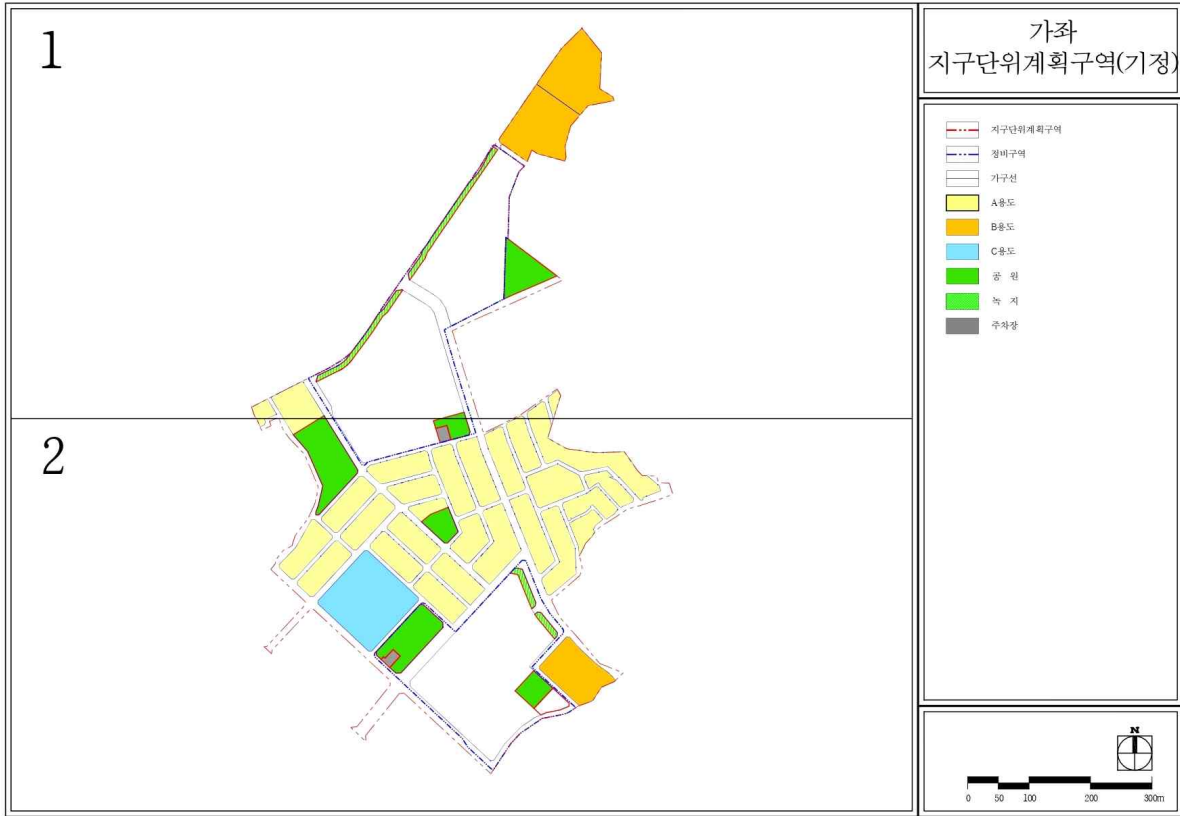 1
2
가좌
지구단위계획구역(기정)
지구단위계획구역
정비구역
가구선
A용도
B용도
C용도
공 원
녹 지
주차장
N
0 50 100 200 300m